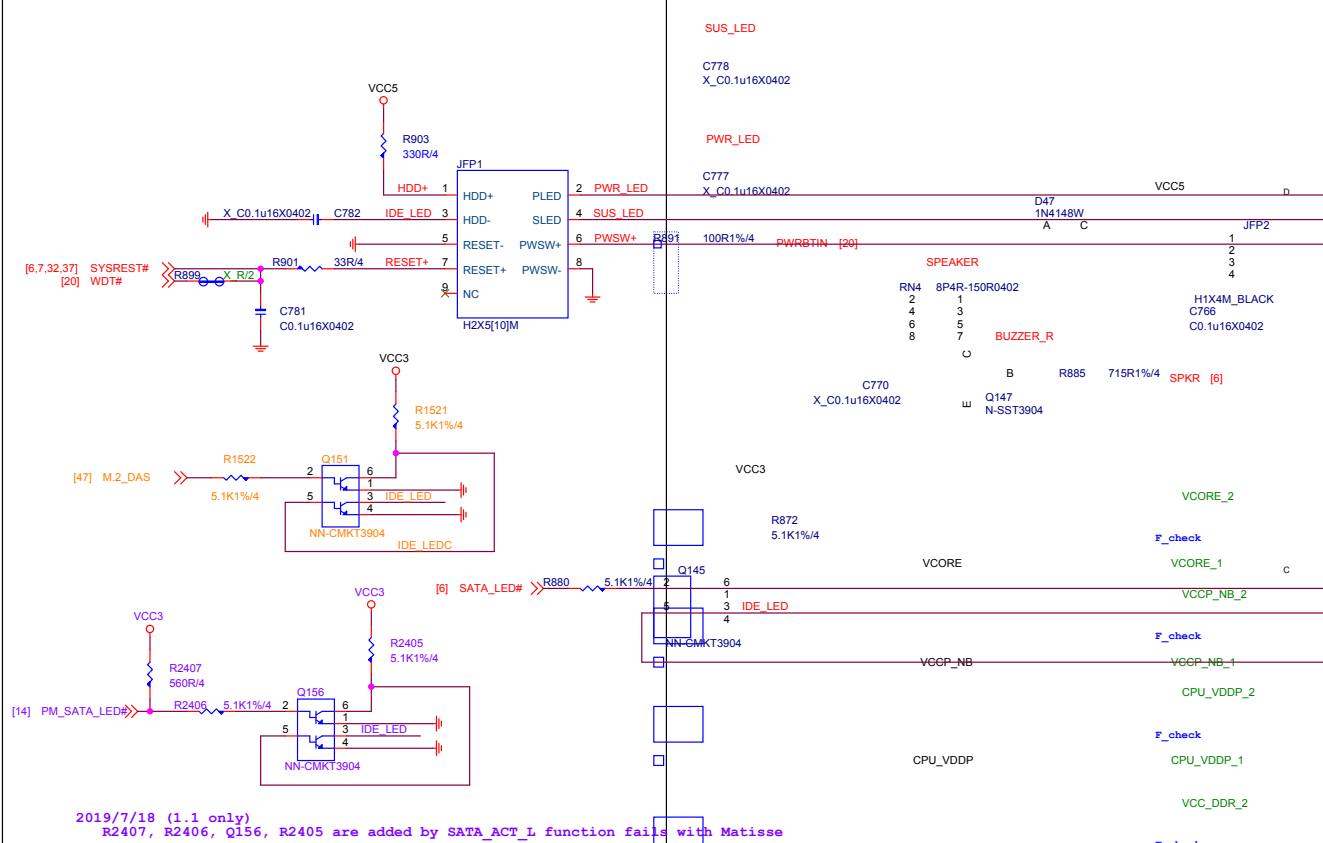 SUS_LED
C778
X_C0.1u16X0402
VCC5
R903
330R/4
PWR_LED
JFP1
C777
X_C0.1u16X0402
HDD+ 1 HDD+ PLED 2 PWR_LED
VCC5
D
D47
1N4148W
A C
X_C0.1u16X0402 C782 IDE_LED 3 HDD- SLED 4 SUS_LED
JFP2
5 RESET- PWSW+ 6 PWSW+ R891 100R1%/4 PWRBTIN [20]
1
2
3
4
[6,7,32,37] SYSREST#
[20] WDT#
R899 X_R/2
R901 33R/4 RESET+ 7 RESET+ PWSW- 8
9 NC
H2X5[10]M
C781
C0.1u16X0402
SPEAKER
RN4 8P4R-150R0402
2 1
4 3
6 5
8 7 BUZZER_R
H1X4M_BLACK
C766
C0.1u16X0402
C
B R885 715R1%/4 SPKR [6]
C770
X_C0.1u16X0402
E
Q147
N-SST3904
VCC3
R1521
5.1K1%/4
[47] M.2_DAS
R1522
5.1K1%/4
Q151
2 6
1
5 3 IDE_LED
4
NN-CMKT3904
IDE_LEDC
VCC3
R872
5.1K1%/4
VCORE_2
F_check
VCORE
VCORE_1
C
[6] SATA_LED# R880 5.1K1%/4
Q145
2 6
1
5 3 IDE_LED
4
NN-CMKT3904
VCCP_NB_2
F_check
VCCP_NB
VCCP_NB_1
CPU_VDDP_2
F_check
CPU_VDDP
CPU_VDDP_1
VCC_DDR_2
VCC3
VCC3
R2407
560R/4
R2405
5.1K1%/4
[14] PM_SATA_LED# R2406 5.1K1%/4
Q156
2 6
1
5 3 IDE_LED
4
NN-CMKT3904
2019/7/18 (1.1 only)
R2407, R2406, Q156, R2405 are added by SATA_ACT_L function fails with Matisse